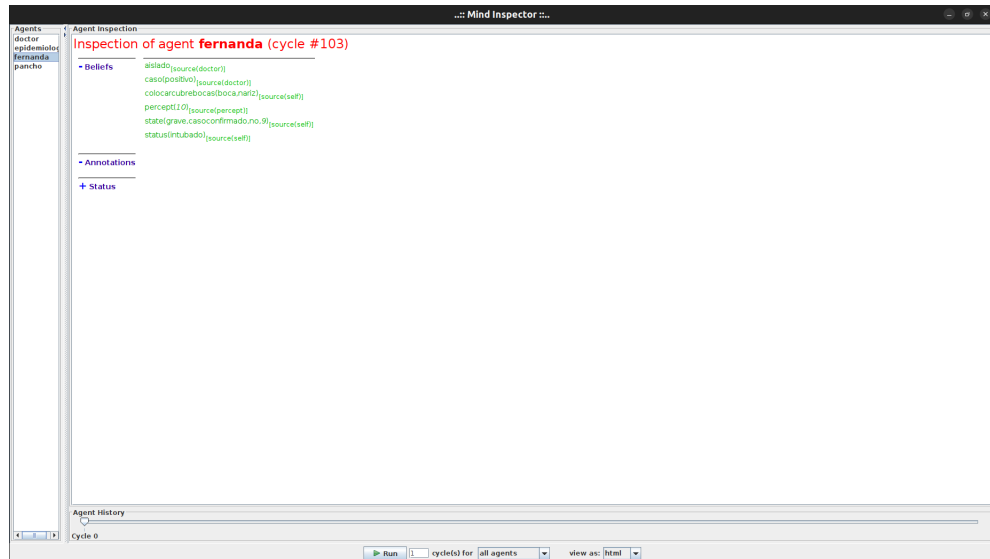 ..:: Mind Inspector ::..
Agents
doctor
epidemiolog
fernanda
pancho
Agent Inspection
Inspection of agent fernanda (cycle #103)
- Beliefs
aislado[source(doctor)]
caso(positivo)[source(doctor)]
colocarcubrebocas(boca,nariz)[source(self)]
percept(10)[source(percept)]
state(grave,casoconfirmado,no,9)[source(self)]
status(intubado)[source(self)]
- Annotations
+ Status
Agent History
Cycle 0
Run 1 cycle(s) for all agents view as: html